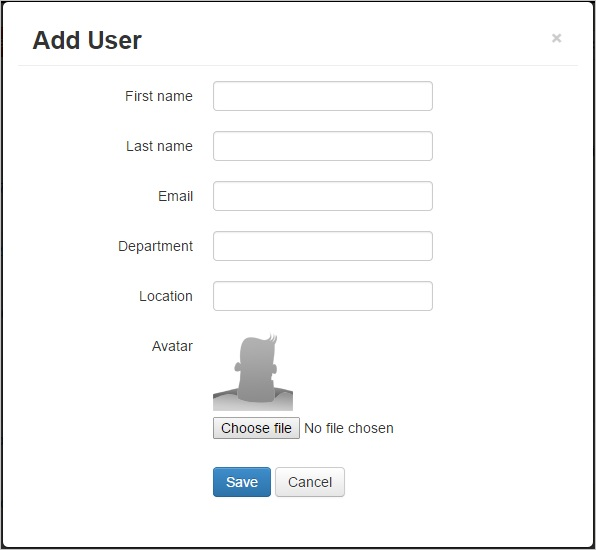 Add User ×
First name
Last name
Email
Department
Location
Avatar
Choose file No file chosen
Save Cancel